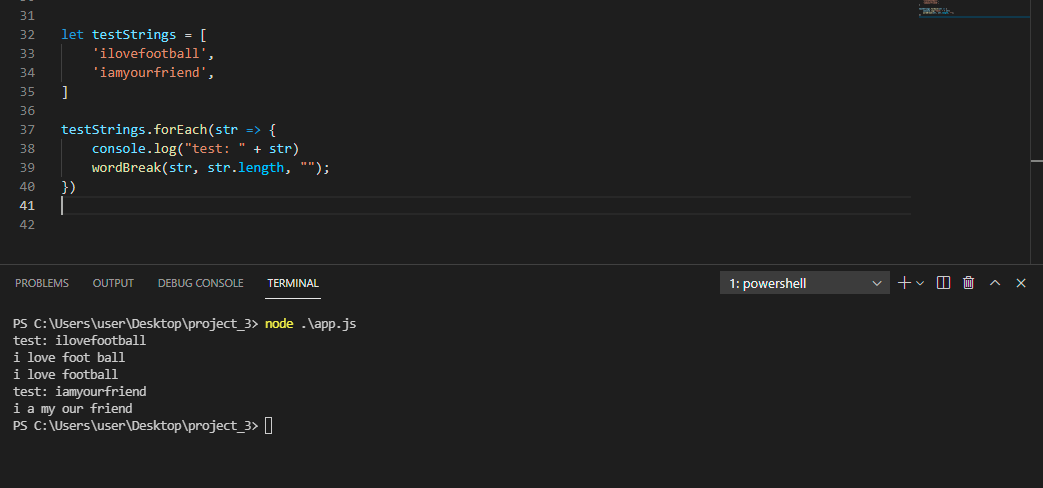 31
32 let testStrings = [
33     'ilovefootball',
34     'iamyourfriend',
35 ]
36
37 testStrings.forEach(str => {
38     console.log("test: " + str)
39     wordBreak(str, str.length, "");
40 })
41
42
PROBLEMS OUTPUT DEBUG CONSOLE TERMINAL 1: powershell
PS C:\Users\user\Desktop\project_3> node .\app.js
test: ilovefootball
i love foot ball
i love football
test: iamyourfriend
i a my our friend
PS C:\Users\user\Desktop\project_3>